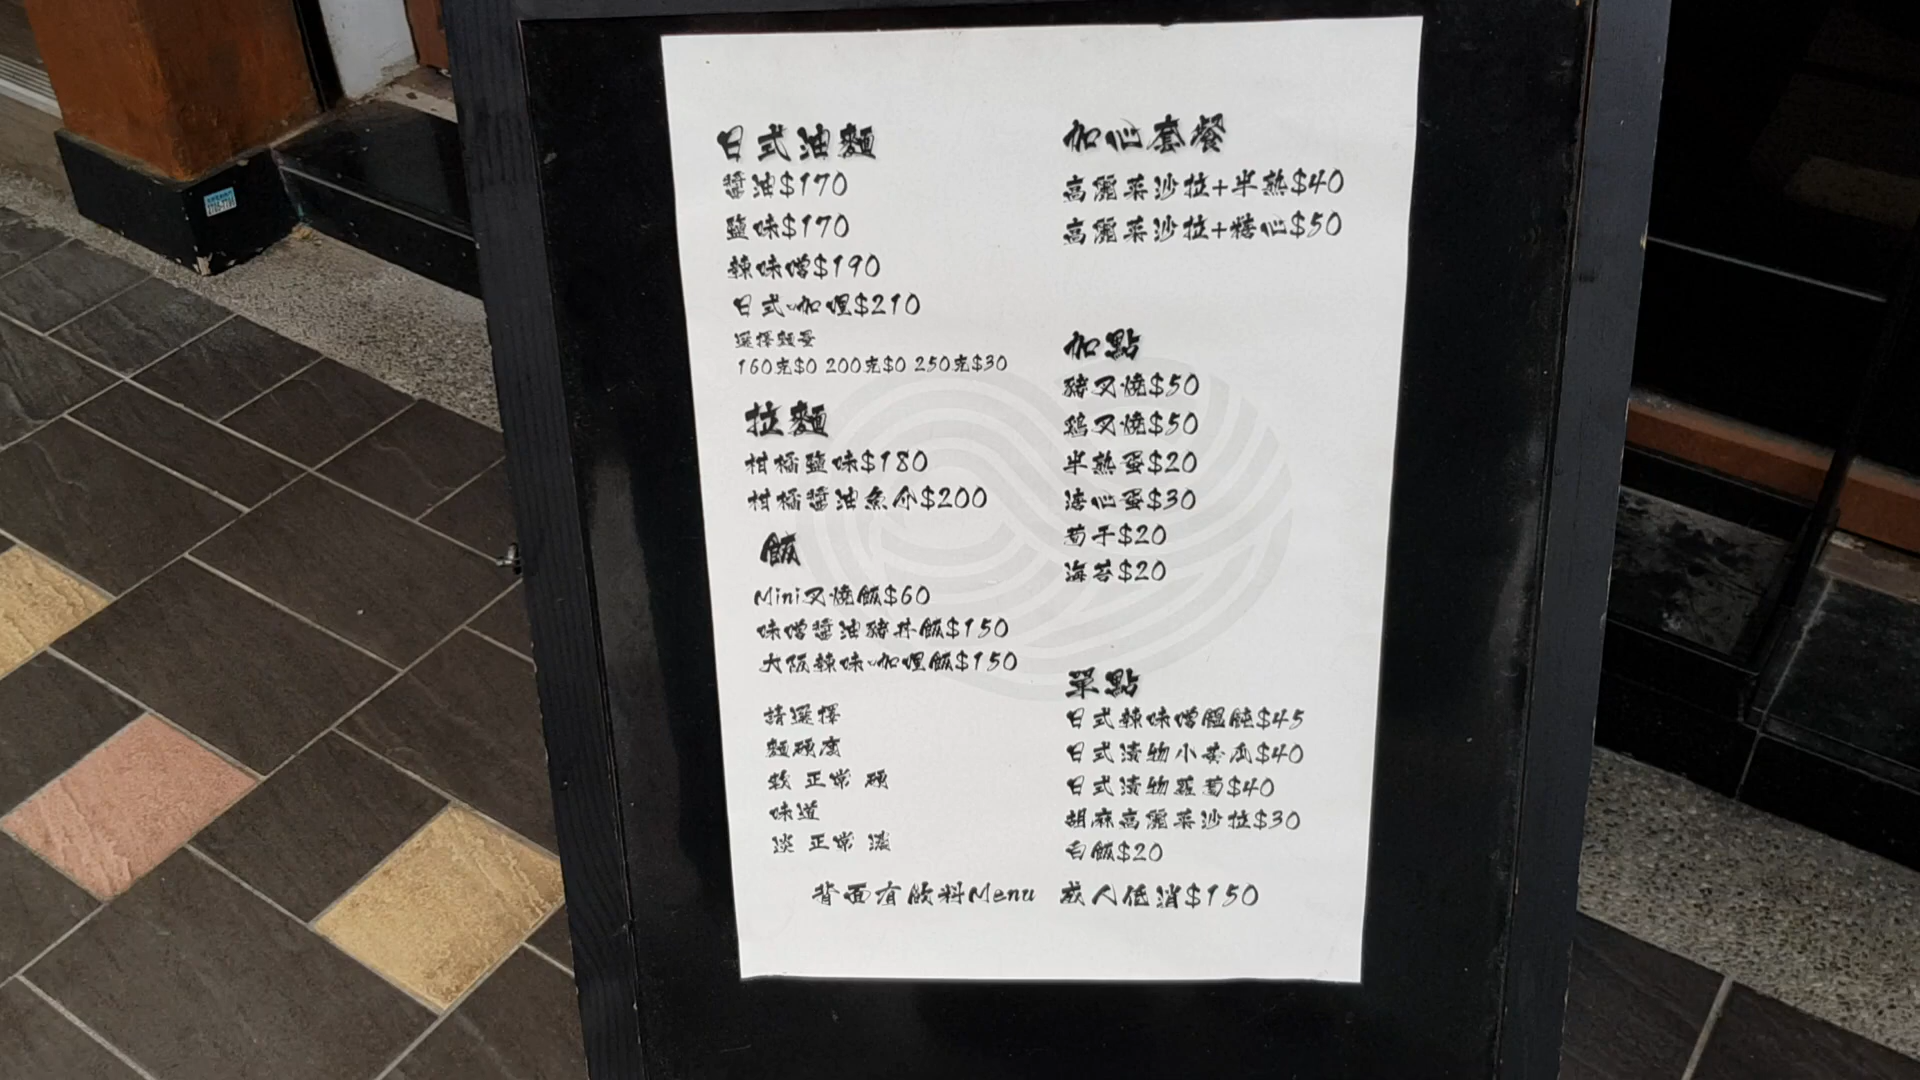 日式油麵
醬油$170
鹽味$170
辣味噌$190
日式咖哩$210
選擇麵量
160克$0 200克$0 250克$30
拉麵
柑橘鹽味$180
柑橘醬油魚介$200
飯
Mini叉燒飯$60
味噌醬油豬丼飯$150
大阪辣味咖哩飯$150
請選擇
麵硬度
軟 正常 硬
味道
淡 正常 濃
加心套餐
高麗菜沙拉+半熟$40
高麗菜沙拉+糖心$50
加點
豬叉燒$50
鷄叉燒$50
半熟蛋$20
溏心蛋$30
筍干$20
海苔$20
單點
日式辣味噌餛飩$45
日式漬物小黃瓜$40
日式漬物蘿蔔$40
胡麻高麗菜沙拉$30
白飯$20
背面有飲料Menu 成人低消$150